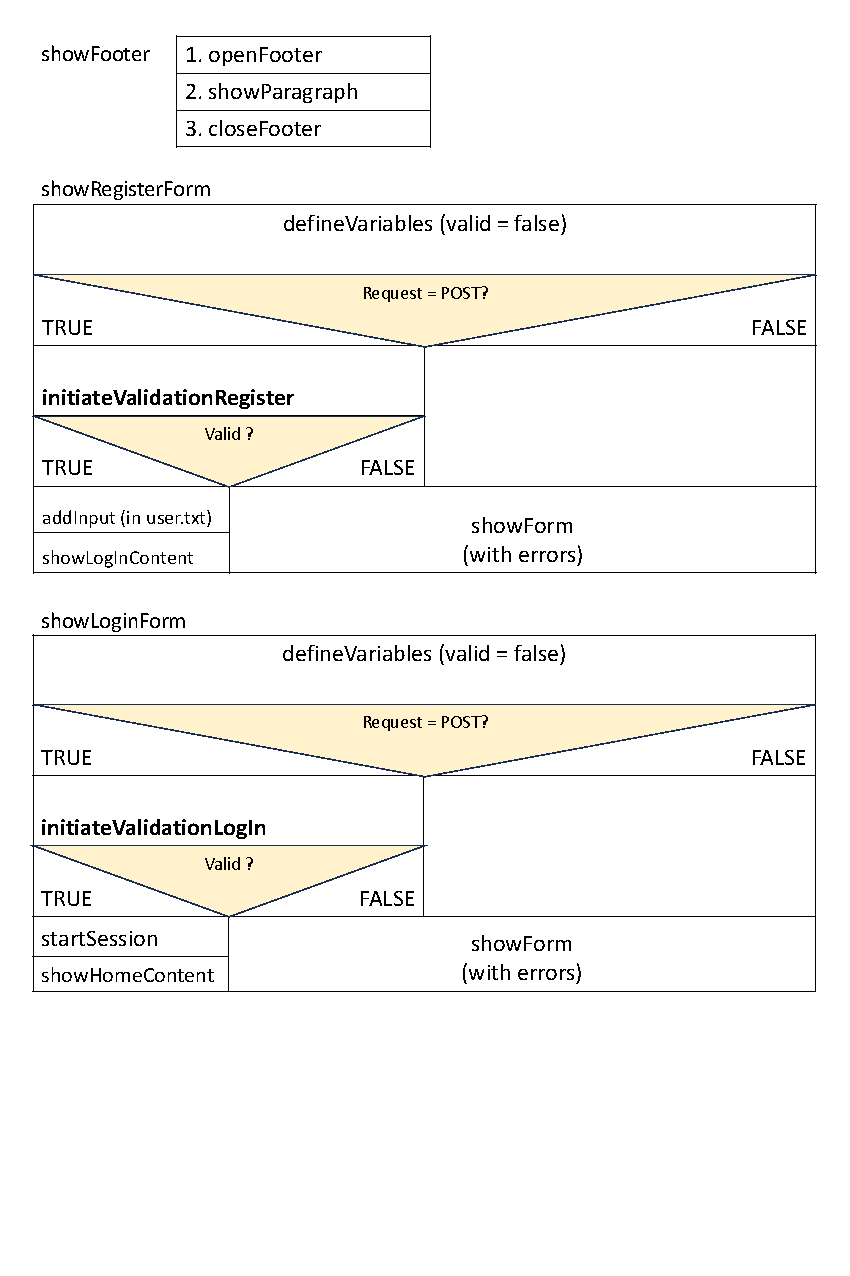 showFooter
1. openFooter
2. showParagraph
3. closeFooter
showRegisterForm
defineVariables (valid = false)
Request = POST?
TRUE
FALSE
initiateValidationRegister
Valid ?
TRUE
FALSE
addInput (in user.txt)
showLogInContent
showForm
(with errors)
showLoginForm
defineVariables (valid = false)
Request = POST?
TRUE
FALSE
initiateValidationLogIn
Valid ?
TRUE
FALSE
startSession
showHomeContent
showForm
(with errors)